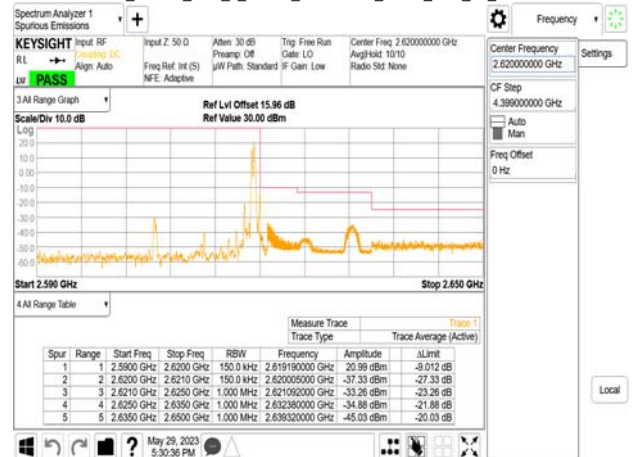 Spectrum Analyzer 1
Spurious Emissions
Frequency
KEYSIGHT Input: RF Input Z: 50 Ω Atten: 30 dB Trig: Free Run Center Freq: 2.620000000 GHz
RL Coupling: DC Preamp: Off Gate: LO Avg|Hold: 10/10
Align: Auto Freq Ref: Int (S) µW Path: Standard IF Gain: Low Radio Std: None
NFE: Adaptive
LU PASS
Center Frequency
2.620000000 GHz
Settings
CF Step
4.399000000 GHz
Auto
Man
Freq Offset
0 Hz
3 All Range Graph
Ref Lvl Offset 15.96 dB
Scale/Div 10.0 dB Ref Value 30.00 dBm
Log
20.0
10.0
0.00
-10.0
-20.0
-30.0
-40.0
-50.0
-60.0
Start 2.590 GHz Stop 2.650 GHz
4 All Range Table
Measure Trace Trace 1
Trace Type Trace Average (Active)
Spur Range Start Freq Stop Freq RBW Frequency Amplitude ΔLimit
1 1 2.5900 GHz 2.6200 GHz 150.0 kHz 2.619190000 GHz 20.99 dBm -9.012 dB
2 2 2.6200 GHz 2.6210 GHz 150.0 kHz 2.620005000 GHz -37.33 dBm -27.33 dB
3 3 2.6210 GHz 2.6250 GHz 1.000 MHz 2.621092000 GHz -33.26 dBm -23.26 dB
4 4 2.6250 GHz 2.6350 GHz 1.000 MHz 2.632380000 GHz -34.88 dBm -21.88 dB
5 5 2.6350 GHz 2.6500 GHz 1.000 MHz 2.639320000 GHz -45.03 dBm -20.03 dB
Local
May 29, 2023
5:30:36 PM